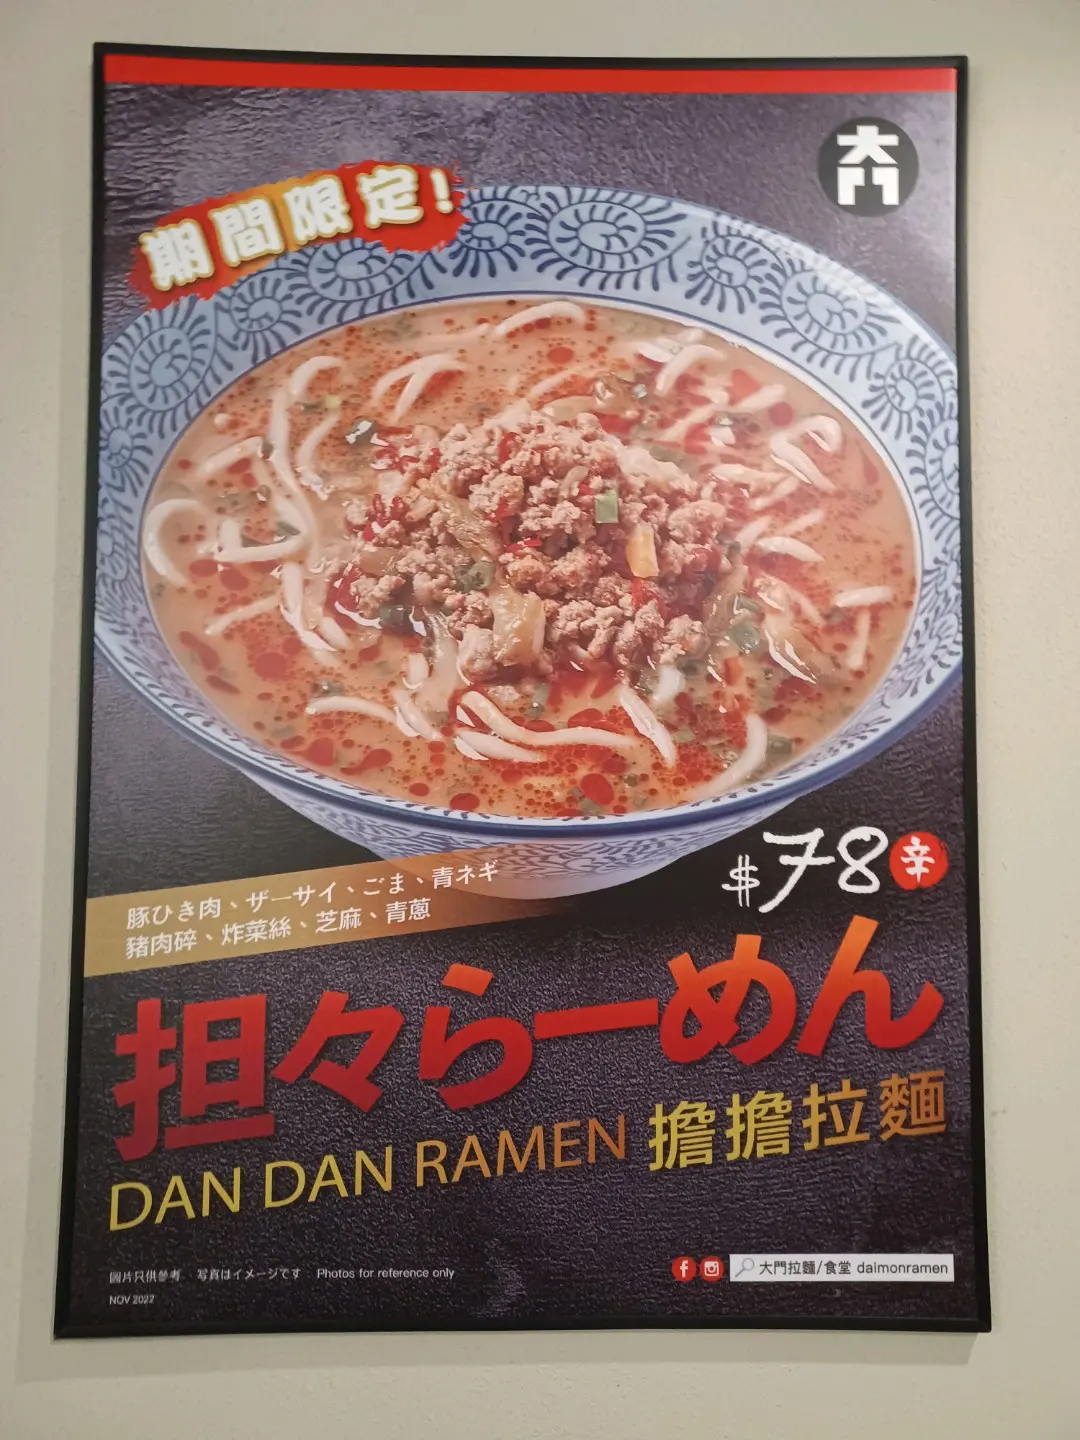 大門
期間限定!
$78 辛
豚ひき肉、ザーサイ、ごま、青ネギ
豬肉碎、炸菜絲、芝麻、青蔥
担々らーめん
DAN DAN RAMEN 擔擔拉麵
圖片只供參考 写真はイメージです Photos for reference only
NOV 2022
大門拉麵/食堂 daimonramen